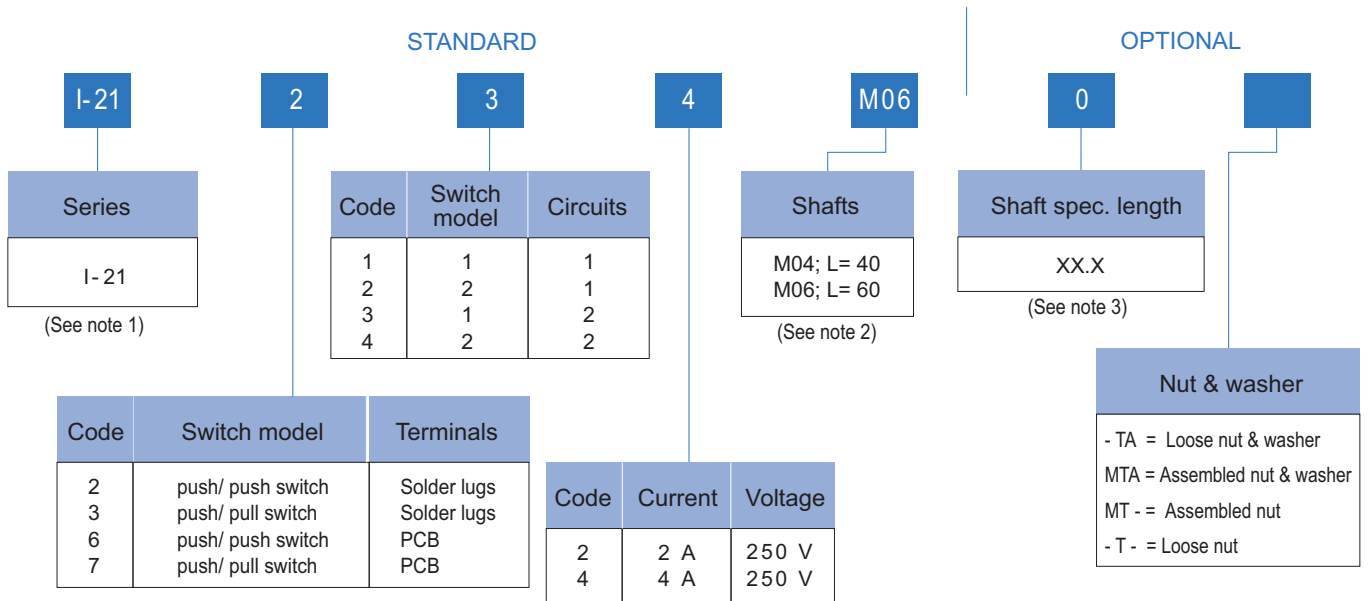 STANDARD OPTIONAL
I-21 2 3 4 M06 0
Series
I-21
(See note 1)
Code Switch model Circuits
1 1 1
2 2 1
3 1 2
4 2 2
Shafts
M04; L= 40
M06; L= 60
(See note 2)
Shaft spec. length
XX.X
(See note 3)
Code Switch model Terminals
2 push/ push switch Solder lugs
3 push/ pull switch Solder lugs
6 push/ push switch PCB
7 push/ pull switch PCB
Code Current Voltage
2 2 A 250 V
4 4 A 250 V
Nut & washer
- TA = Loose nut & washer
MTA = Assembled nut & washer
MT - = Assembled nut
- T - = Loose nut